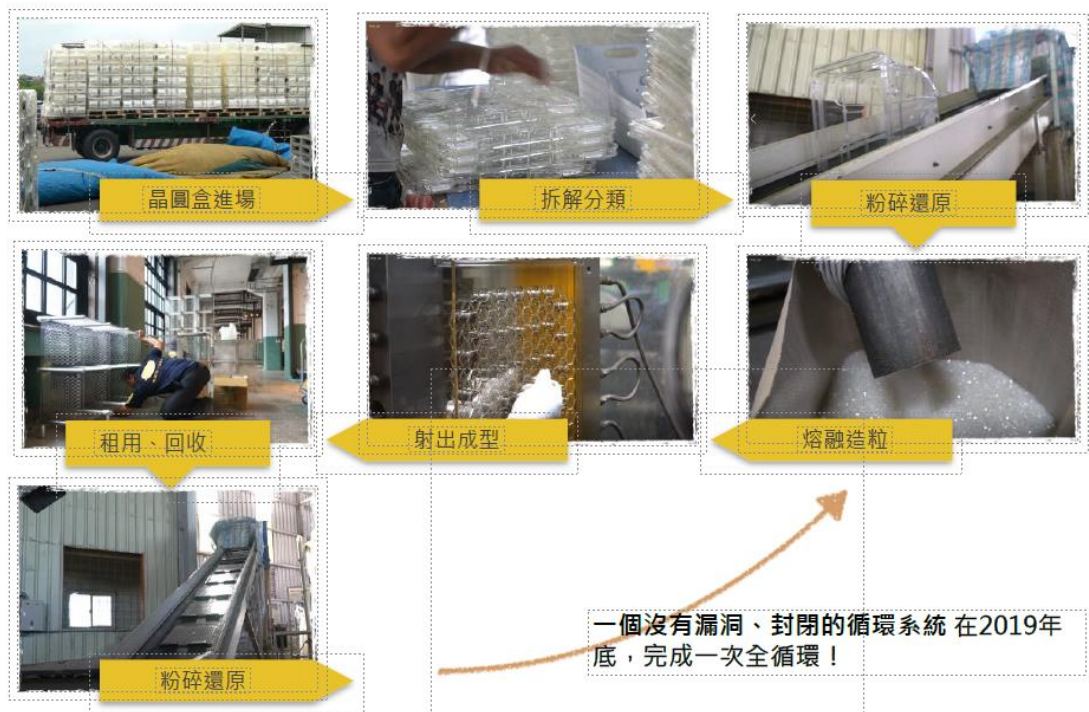 晶圓盒進場
拆解分類
粉碎還原
熔融造粒
射出成型
租用、回收
粉碎還原
一個沒有漏洞、封閉的循環系統 在2019年
底，完成一次全循環！